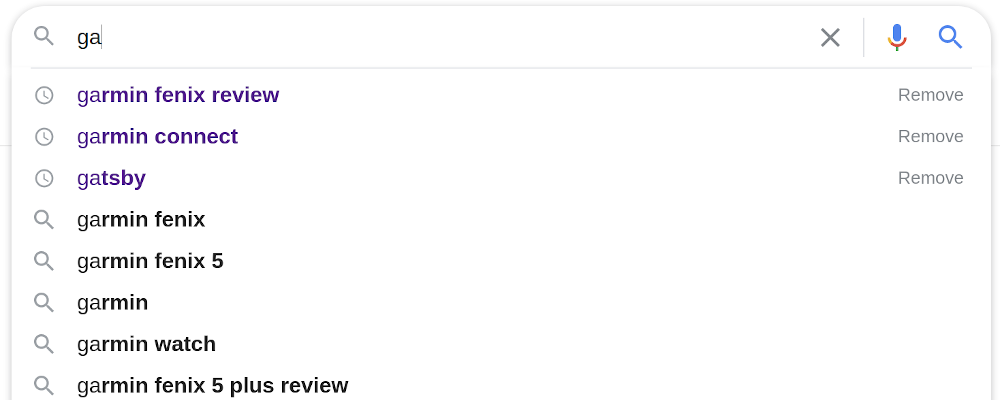 ga
garmin fenix review Remove
garmin connect Remove
gatsby Remove
garmin fenix
garmin fenix 5
garmin
garmin watch
garmin fenix 5 plus review